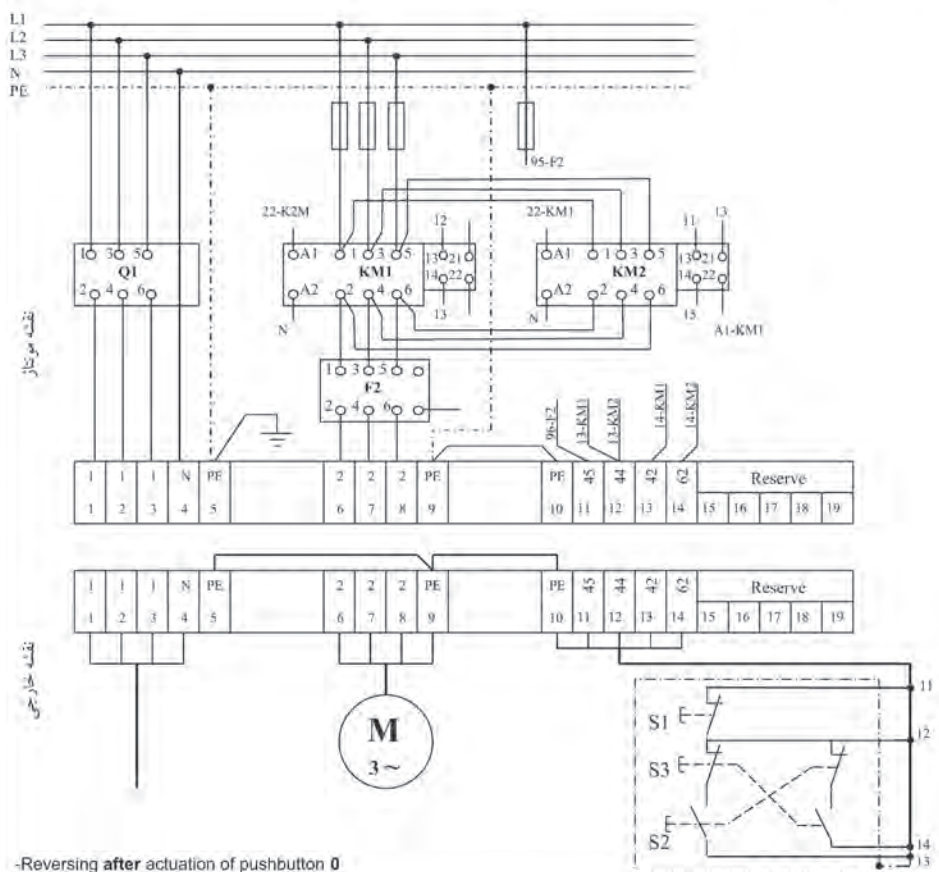 L1
L2
L3
N
PE
95-F2
22-K2M
12
22-KM1
11 13
1 3 5
Q1
2 4 6
A1 1 3 5
KM1
A2 2 4 6
13 21
14 22
A1 1 3 5
KM2
A2 2 4 6
13 21
14 22
N
13
N
13
A1-KM1
1 3 5
F2
2 4 6
نقشه مونتاژ
96-F2
13-KM1
13-KM2
14-KM1
14-KM2
1 1 1 N PE 2 2 2 PE PE 45 44 42 62 Reserve
1 2 3 4 5 6 7 8 9 10 11 12 13 14 15 16 17 18 19
1 1 1 N PE 2 2 2 PE PE 45 44 42 62 Reserve
1 2 3 4 5 6 7 8 9 10 11 12 13 14 15 16 17 18 19
نقشه خارجی
M
3~
S1
S3
S2
11
12
14
13
-Reversing after of actuation of pushbutton 0